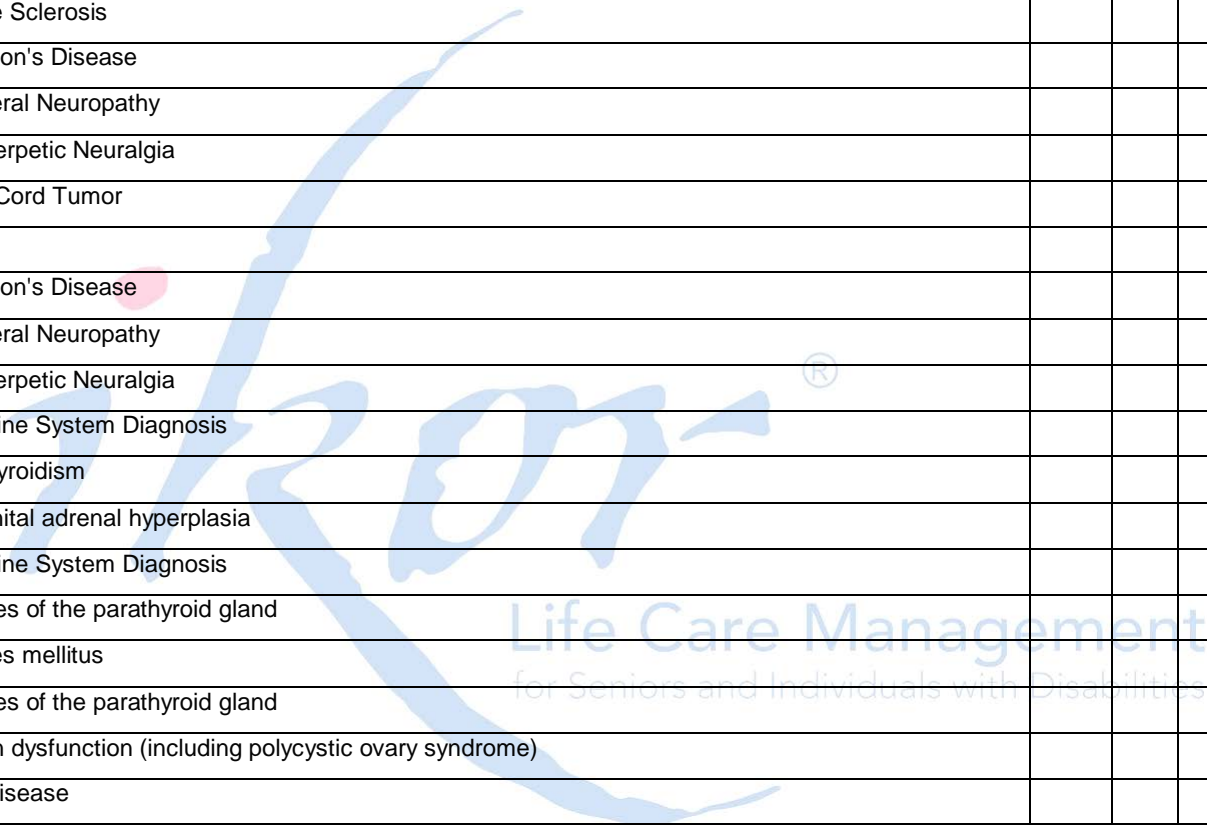 e Sclerosis
on's Disease
eral Neuropathy
erpetic Neuralgia
Cord Tumor
on's Disease
eral Neuropathy
erpetic Neuralgia
ine System Diagnosis
yroidism
nital adrenal hyperplasia
ine System Diagnosis
es of the parathyroid gland
es mellitus
es of the parathyroid gland
n dysfunction (including polycystic ovary syndrome)
isease
ikor ®
Life Care Management
for Seniors and Individuals with Disabilities